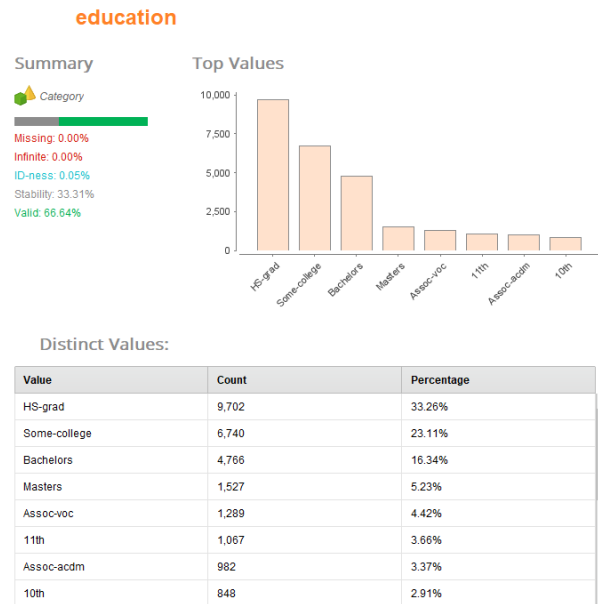 education
Summary
Top Values
Category
Missing: 0.00%
Infinite: 0.00%
ID-ness: 0.05%
Stability: 33.31%
Valid: 66.64%
10,000
7,500
5,000
2,500
0
HS-grad
Some-college
Bachelors
Masters
Assoc-voc
11th
Assoc-acdm
10th
Distinct Values:
Value Count Percentage
HS-grad 9,702 33.26%
Some-college 6,740 23.11%
Bachelors 4,766 16.34%
Masters 1,527 5.23%
Assoc-voc 1,289 4.42%
11th 1,067 3.66%
Assoc-acdm 982 3.37%
10th 848 2.91%